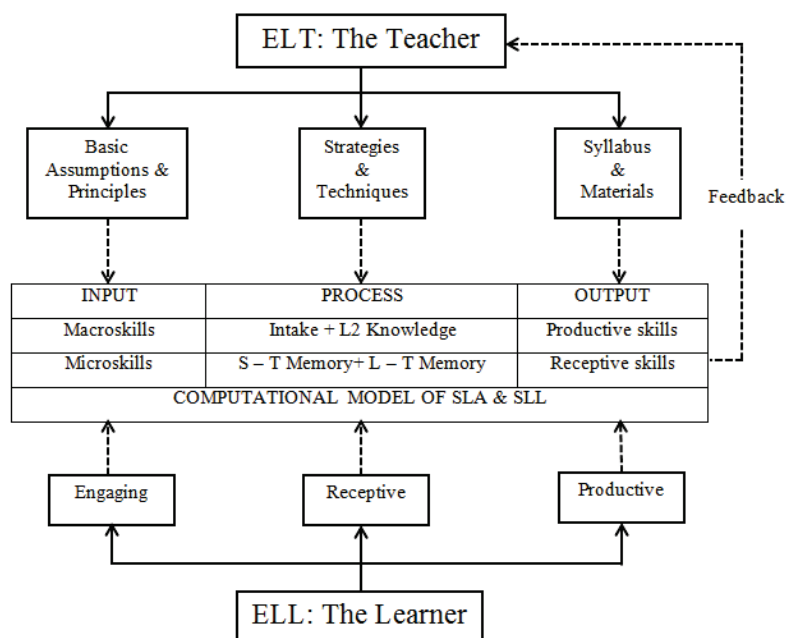 ELT: The Teacher
Basic
Assumptions &
Principles
Strategies
&
Techniques
Syllabus
&
Materials
Feedback
INPUT
PROCESS
OUTPUT
Macroskills
Intake + L2 Knowledge
Productive skills
Microskills
S – T Memory+ L – T Memory
Receptive skills
COMPUTATIONAL MODEL OF SLA & SLL
Engaging
Receptive
Productive
ELL: The Learner